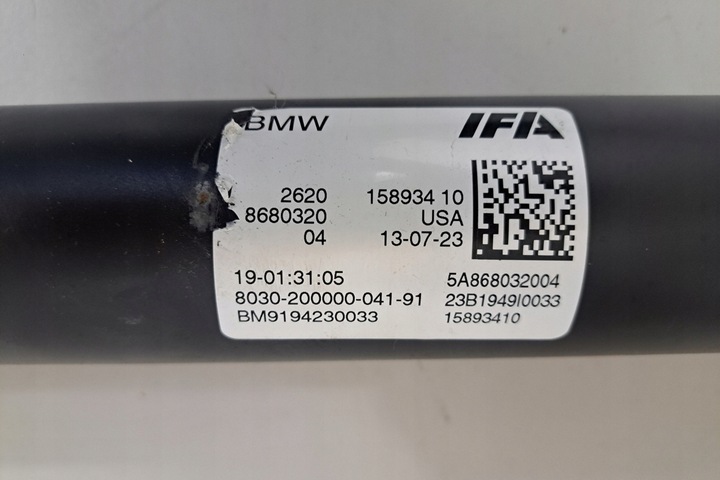 BMW IFA
2620 158934 10
8680320 USA
04 13-07-23
19-01:31:05 5A868032004
8030-200000-041-91 23B1949I0033
BM9194230033 15893410